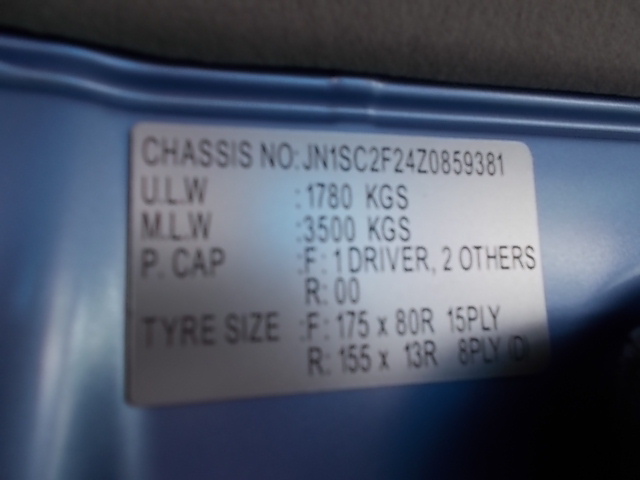 CHASSIS NO: JN1SC2F24Z0859381
U.L.W :1780 KGS
M.L.W :3500 KGS
P. CAP :F: 1 DRIVER, 2 OTHERS
R: 00
TYRE SIZE :F: 175 x 80R 15PLY
R: 155 x 13R 8PLY (D)